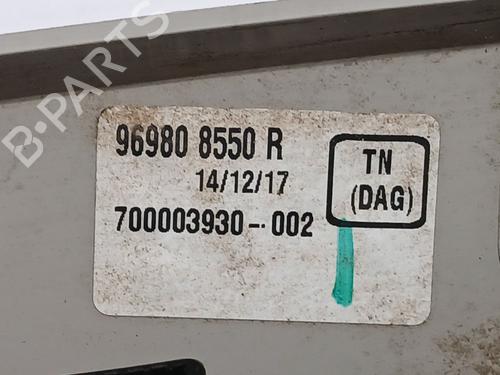 B-PARTS
96980 8550 R
14/12/17
700003930-002
TN
(DAG)